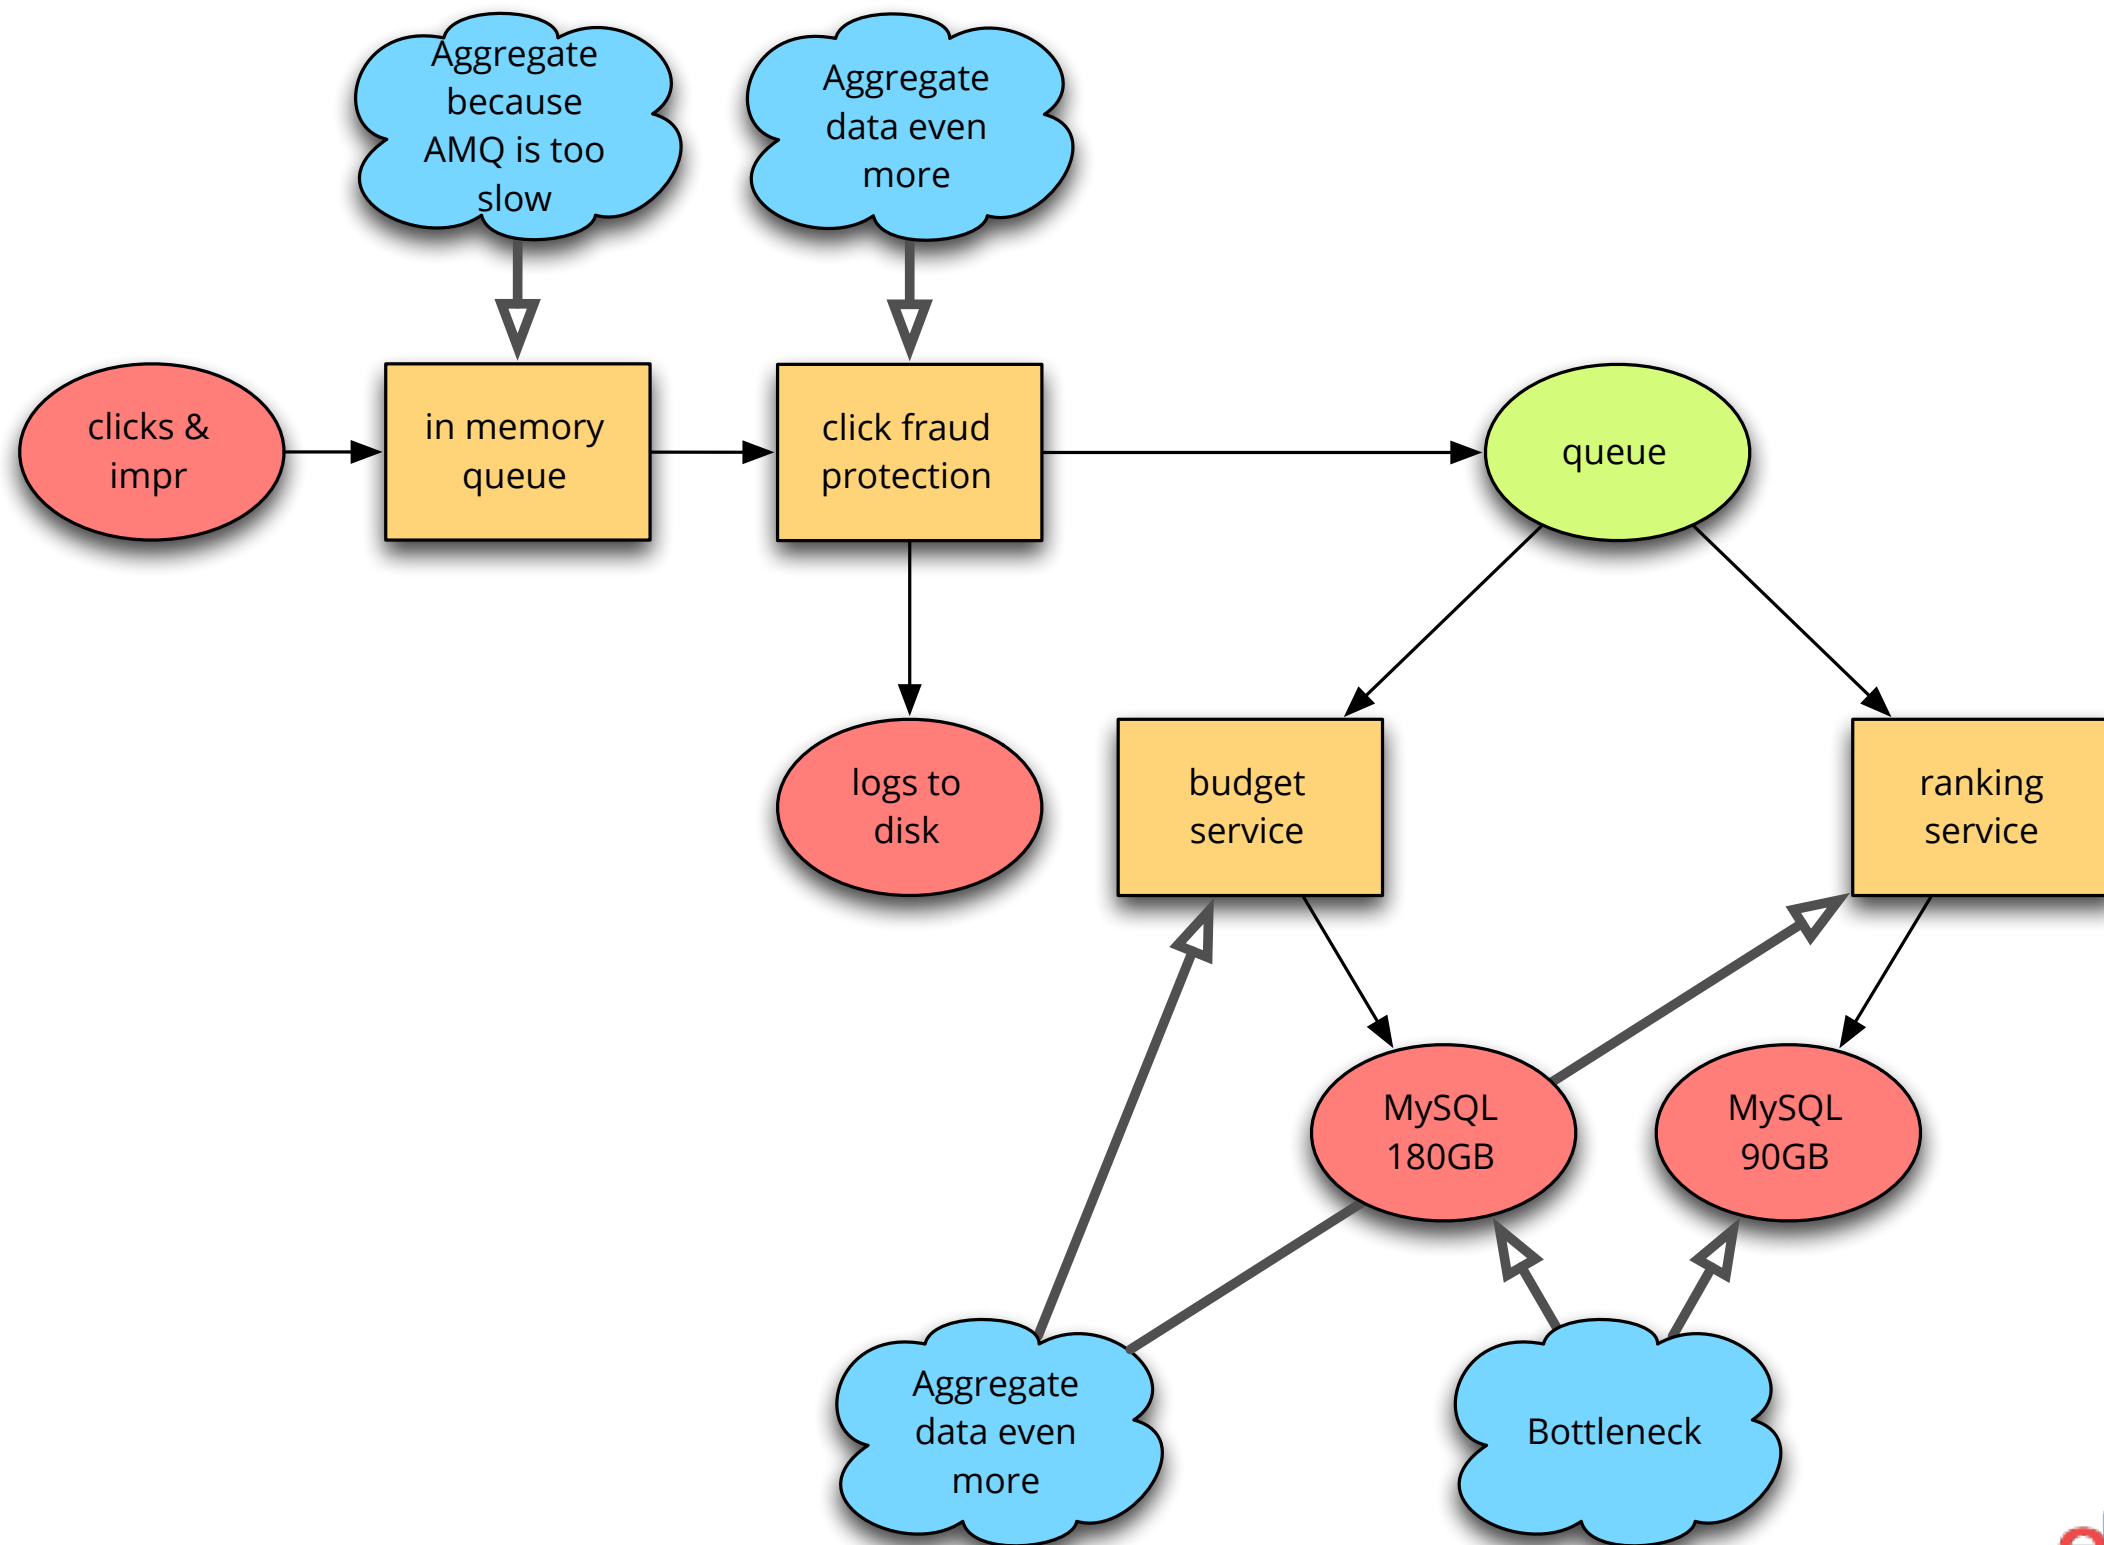 Aggregate
because
AMQ is too
slow
Aggregate
data even
more
clicks &
impr
in memory
queue
click fraud
protection
queue
logs to
disk
budget
service
ranking
service
MySQL
180GB
MySQL
90GB
Aggregate
data even
more
Bottleneck